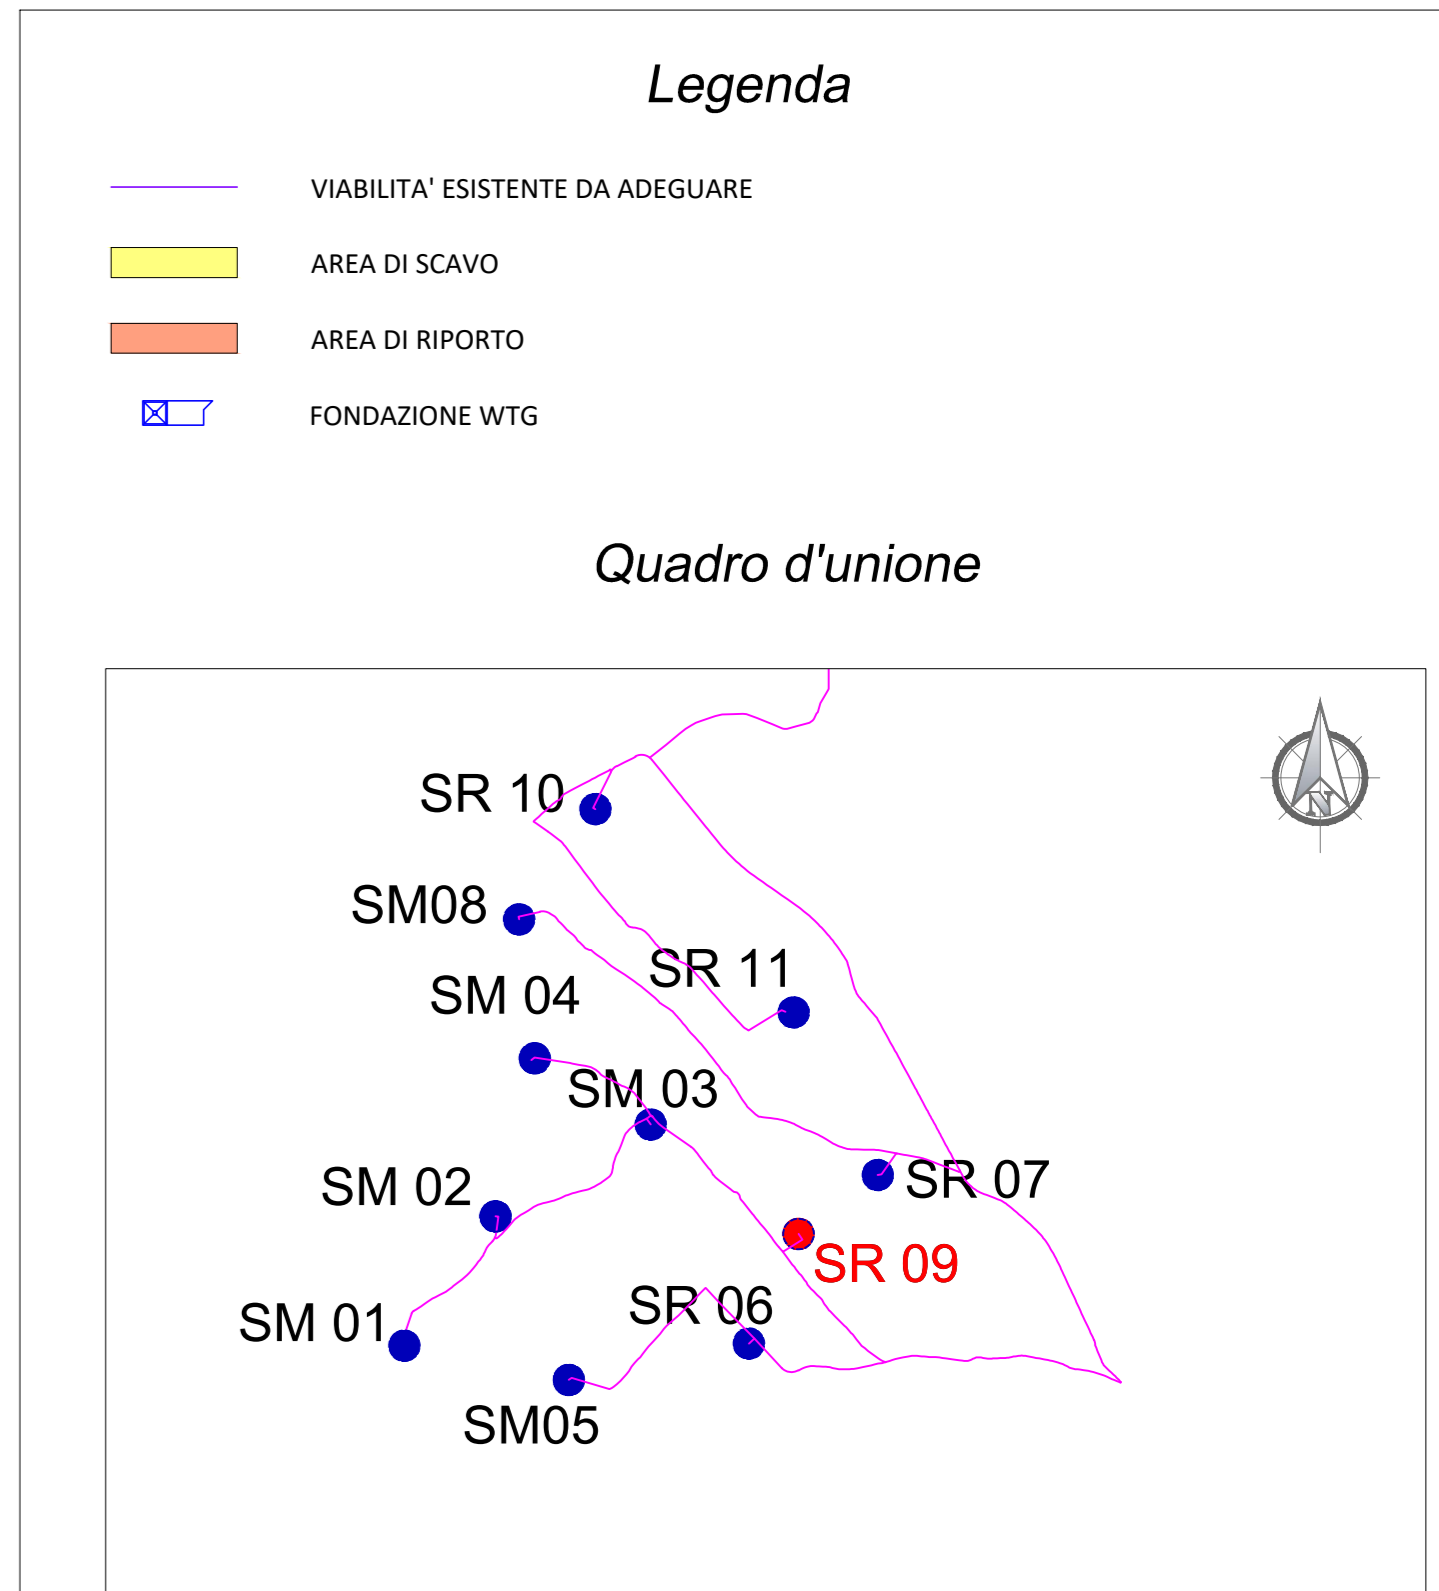 Legenda
VIABILITA' ESISTENTE DA ADEGUARE
AREA DI SCAVO
AREA DI RIPORTO
FONDAZIONE WTG
Quadro d'unione
N
SR 10
SM08
SR 11
SM 04
SM 03
SR 07
SM 02
SR 09
SR 06
SM 01
SM05